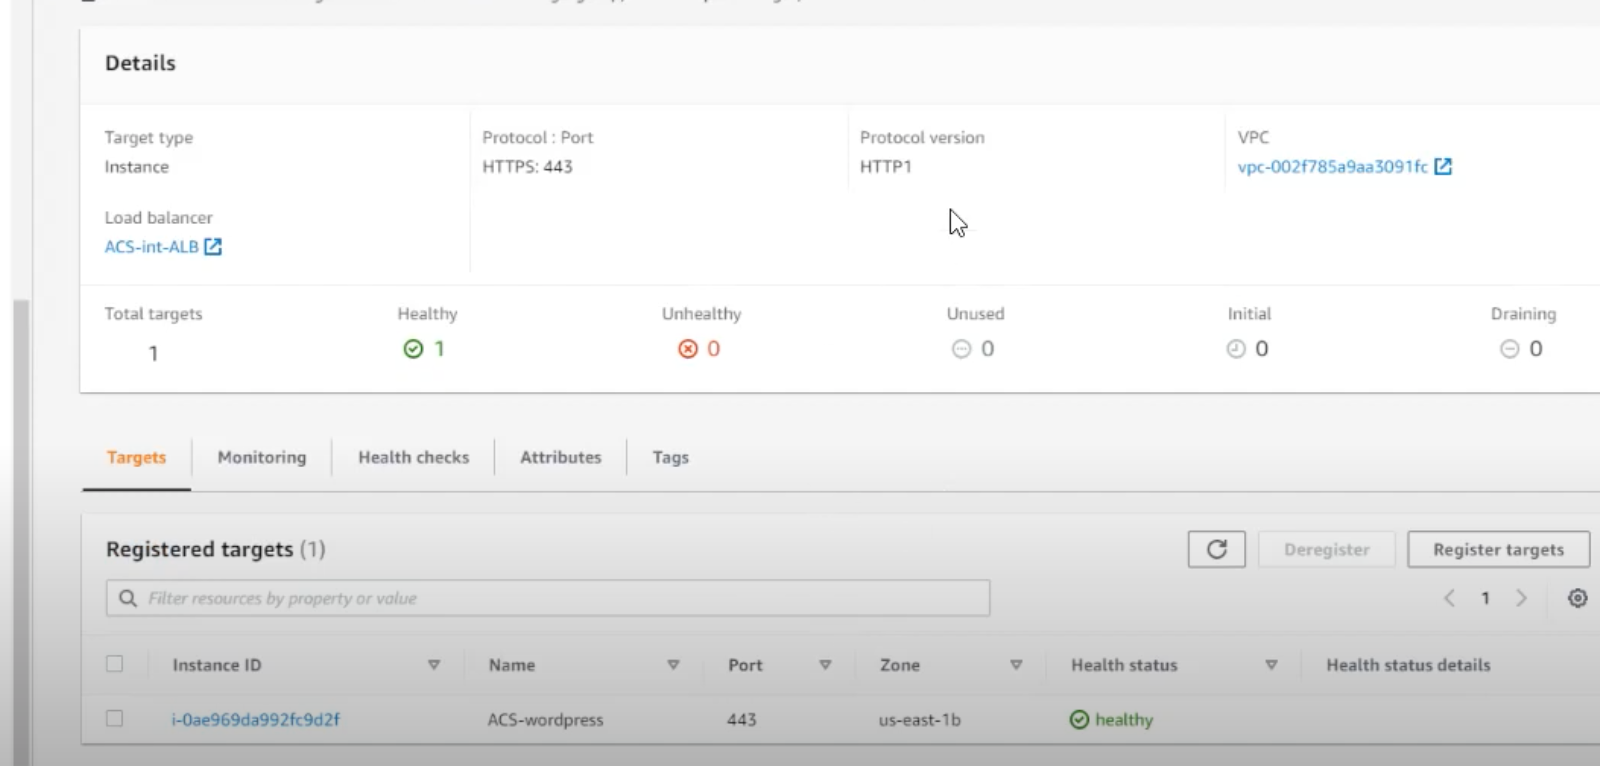 Details
Target type
Instance
Protocol : Port
HTTPS: 443
Protocol version
HTTP1
VPC
vpc-002f785a9aa3091fc
Load balancer
ACS-int-ALB
Total targets
1
Healthy
1
Unhealthy
0
Unused
0
Initial
0
Draining
0
Targets
Monitoring
Health checks
Attributes
Tags
Registered targets (1)
Deregister
Register targets
Filter resources by property or value
1
Instance ID
Name
Port
Zone
Health status
Health status details
i-0ae969da992fc9d2f
ACS-wordpress
443
us-east-1b
healthy